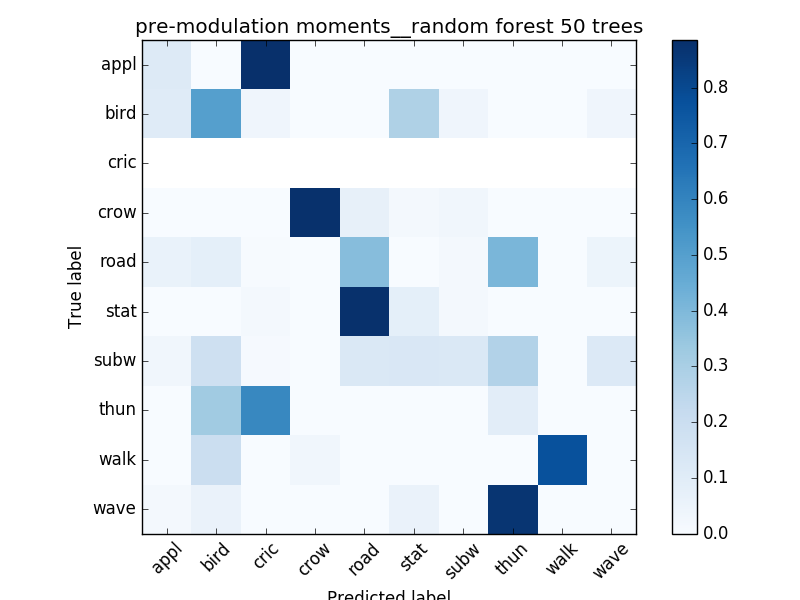 pre-modulation moments__random forest 50 trees
appl
bird
cric
crow
road
stat
subw
thun
walk
wave
True label
appl bird cric crow road stat subw thun walk wave
Predicted label
0.8
0.7
0.6
0.5
0.4
0.3
0.2
0.1
0.0